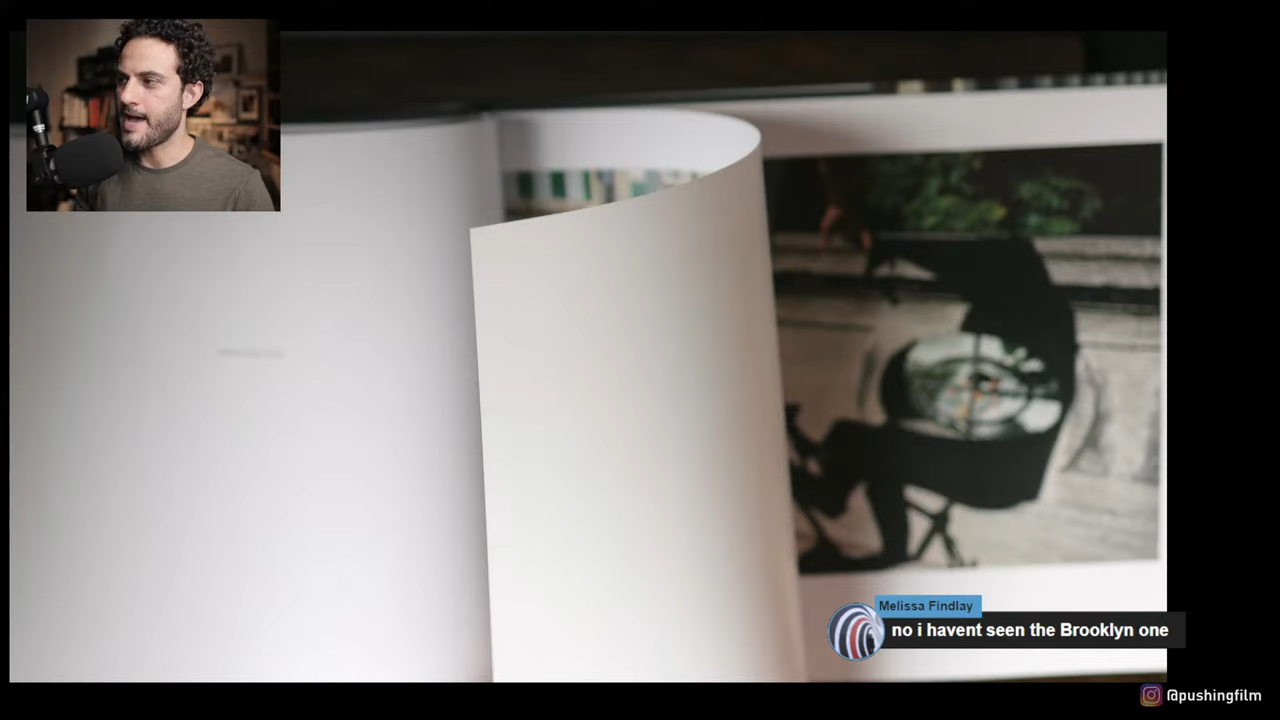 Melissa Findlay
no i havent seen the Brooklyn one
@pushingfilm